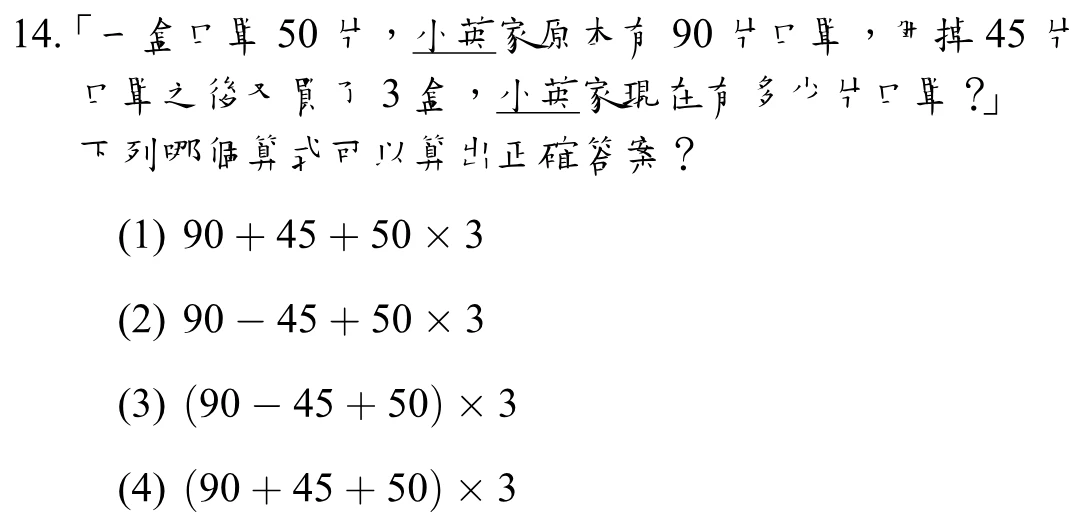 14.「一盒口罩 50 片，小英家原本有 90 片口罩，用掉 45 片
口罩之後又買了 3 盒，小英家現在有多少片口罩？」
下列哪個算式可以算出正確答案？
(1) 90 + 45 + 50 × 3
(2) 90 − 45 + 50 × 3
(3) (90 − 45 + 50) × 3
(4) (90 + 45 + 50) × 3